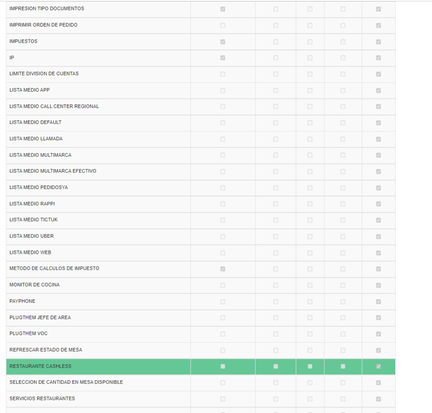 IMPRESION TIPO DOCUMENTOS
IMPRIMIR ORDEN DE PEDIDO
IMPUESTOS
IP
LIMITE DIVISION DE CUENTAS
LISTA MEDIO APP
LISTA MEDIO CALL CENTER REGIONAL
LISTA MEDIO DEFAULT
LISTA MEDIO LLAMADA
LISTA MEDIO MULTIMARCA
LISTA MEDIO MULTIMARCA EFECTIVO
LISTA MEDIO PEDIDOSYA
LISTA MEDIO RAPPI
LISTA MEDIO TICTUK
LISTA MEDIO UBER
LISTA MEDIO WEB
METODO DE CALCULOS DE IMPUESTO
MONITOR DE COCINA
PAYPHONE
PLUGTHEM JEFE DE AREA
PLUGTHEM VOC
REFRESCAR ESTADO DE MESA
RESTAURANTE CASHLESS
SELECCION DE CANTIDAD EN MESA DISPONIBLE
SERVICIOS RESTAURANTES